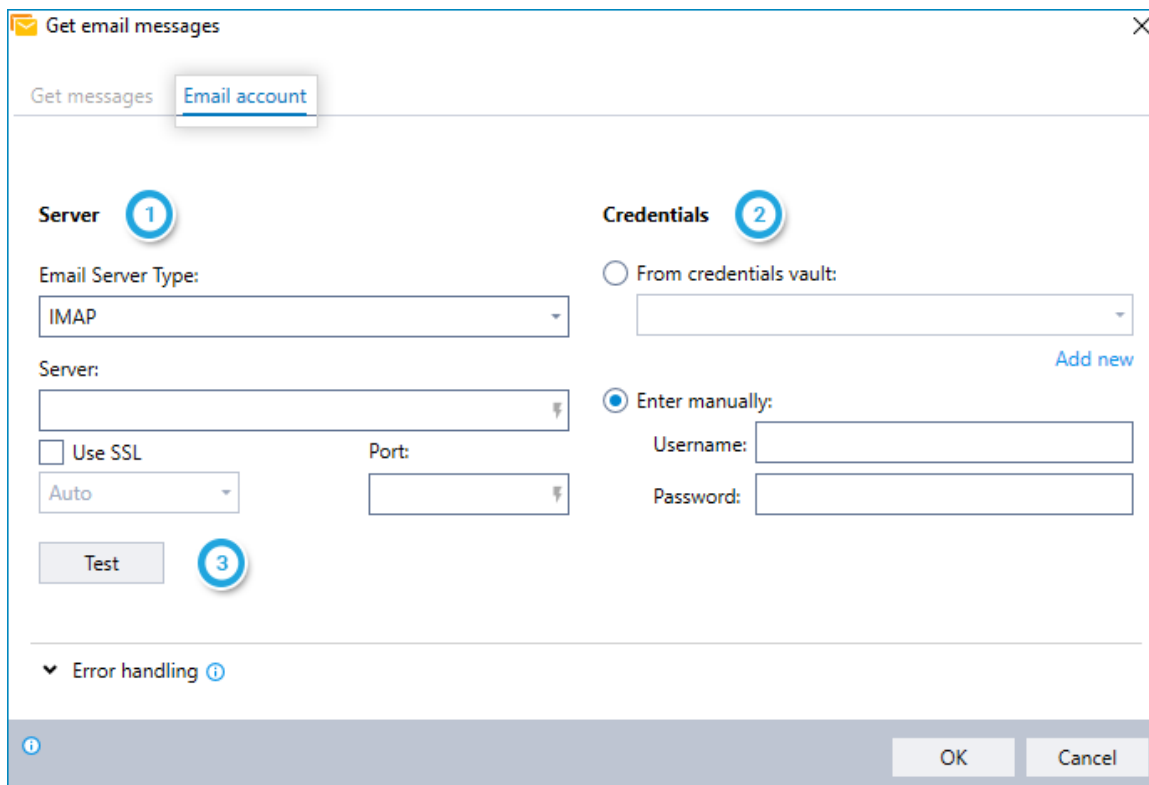 Get email messages
Get messages Email account
Server 1
Email Server Type:
IMAP
Server:
Use SSL Port:
Auto
Test 3
Credentials 2
From credentials vault:
Add new
Enter manually:
Username:
Password:
Error handling
OK Cancel